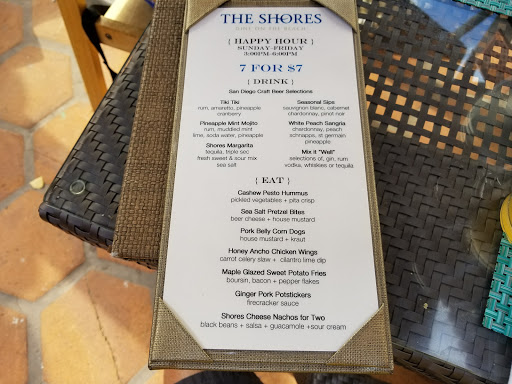 THE SHORES
{ HAPPY HOUR }
SUNDAY-FRIDAY
3:00PM-6:00PM
7 FOR $7
{ DRINK }
San Diego Craft Beer Selections
Tiki Tiki
rum, amaretto, pineapple
cranberry
Pineapple Mint Mojito
rum, muddled mint
lime, soda water, pineapple
Shores Margarita
tequila, triple sec
fresh sweet & sour mix
sea salt
Seasonal Sips
sauvignon blanc, cabernet
chardonnay, pinot noir
White Peach Sangria
chardonnay, peach
schnapps, st germain
pineapple
Mix it "Well"
selections of, gin, rum
vodka, whiskies or tequila
{ EAT }
Cashew Pesto Hummus
pickled vegetables + pita crisp
Sea Salt Pretzel Bites
beer cheese + house mustard
Pork Belly Corn Dogs
house mustard + kraut
Honey Ancho Chicken Wings
carrot celery slaw + cilantro lime dip
Maple Glazed Sweet Potato Fries
boursin, bacon + pepper flakes
Ginger Pork Potstickers
firecracker sauce
Shores Cheese Nachos for Two
black beans + salsa + guacamole +sour cream